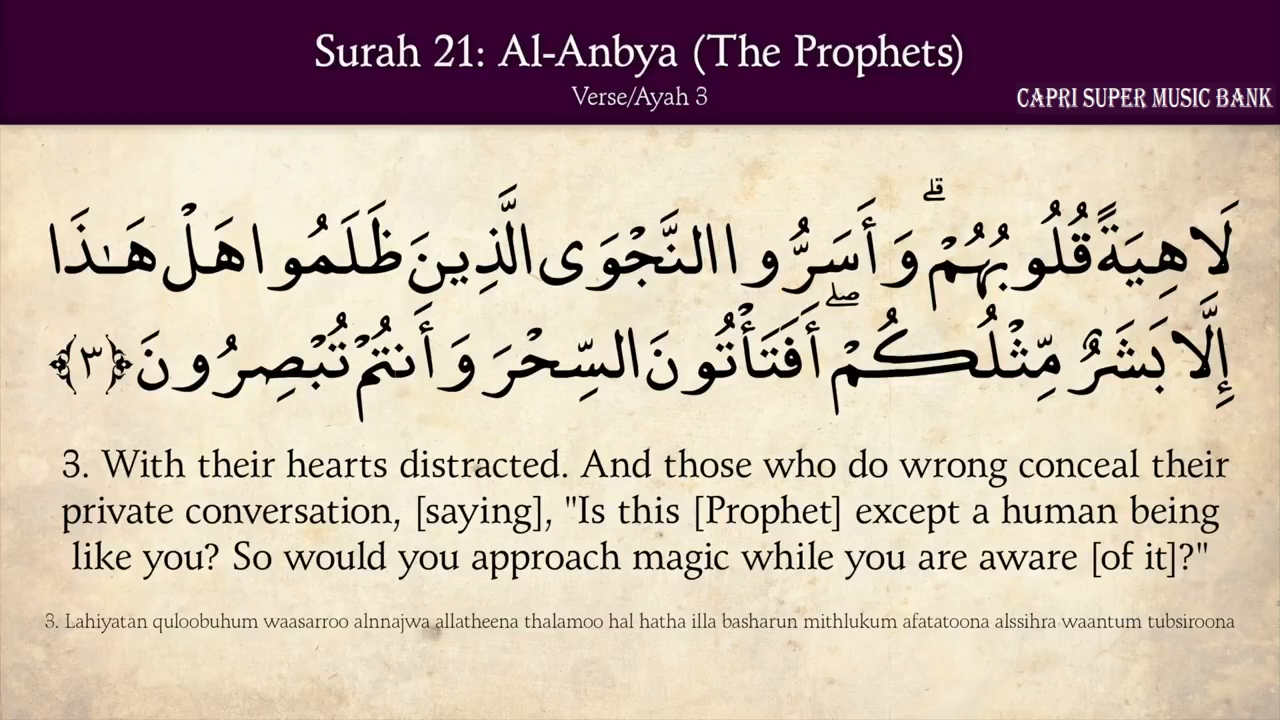 Surah 21: Al-Anbya (The Prophets)
Verse/Ayah 3
CAPRI SUPER MUSIC BANK
لَاهِيَةً قُلُوبُهُمْ ۗ وَأَسَرُّوا النَّجْوَى الَّذِينَ ظَلَمُوا هَلْ هَـٰذَا
إِلَّا بَشَرٌ مِّثْلُكُمْ ۖ أَفَتَأْتُونَ السِّحْرَ وَأَنتُمْ تُبْصِرُونَ ﴿٣﴾
3. With their hearts distracted. And those who do wrong conceal their
private conversation, [saying], "Is this [Prophet] except a human being
like you? So would you approach magic while you are aware [of it]?"
3. Lahiyatan quloobuhum waasarroo alnnajwa allatheena thalamoo hal hatha illa basharun mithlukum afatatoona alssihra waantum tubsiroona